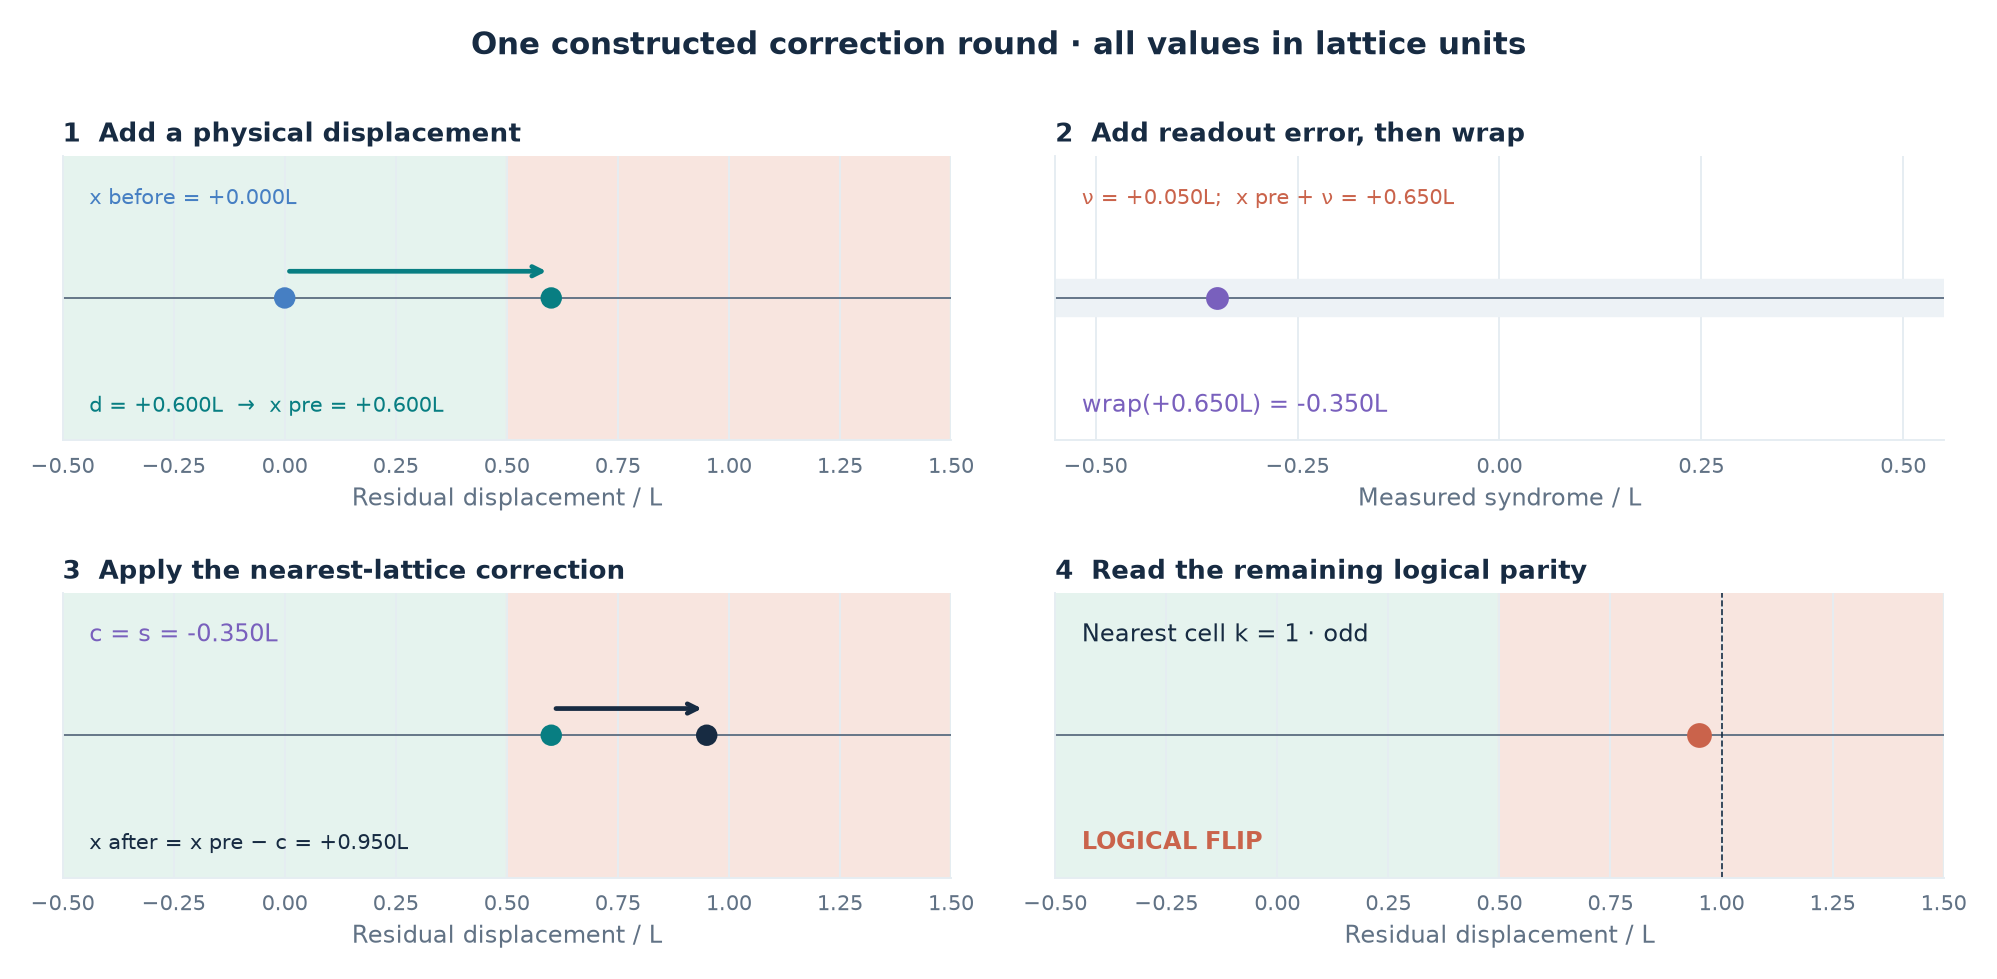 One constructed correction round · all values in lattice units
1 Add a physical displacement
x before = +0.000L
d = +0.600L → x pre = +0.600L
−0.50 −0.25 0.00 0.25 0.50 0.75 1.00 1.25 1.50
Residual displacement / L
2 Add readout error, then wrap
ν = +0.050L; x pre + ν = +0.650L
wrap(+0.650L) = -0.350L
−0.50 −0.25 0.00 0.25 0.50
Measured syndrome / L
3 Apply the nearest-lattice correction
c = s = -0.350L
x after = x pre − c = +0.950L
−0.50 −0.25 0.00 0.25 0.50 0.75 1.00 1.25 1.50
Residual displacement / L
4 Read the remaining logical parity
Nearest cell k = 1 · odd
LOGICAL FLIP
−0.50 −0.25 0.00 0.25 0.50 0.75 1.00 1.25 1.50
Residual displacement / L